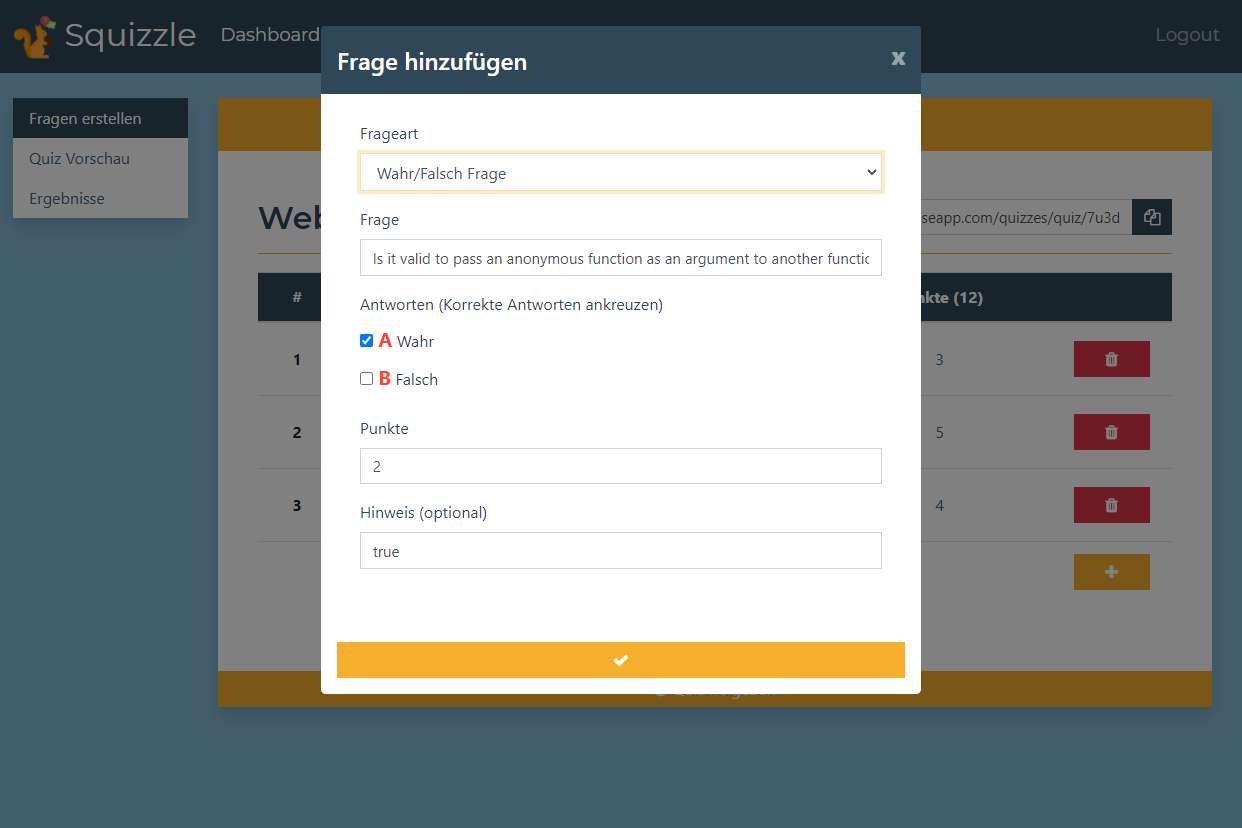 Squizzle Dashboard Logout
Frage hinzufügen x
Fragen erstellen
Quiz Vorschau
Ergebnisse
Frageart
Wahr/Falsch Frage
Web
seapp.com/quizzes/quiz/7u3d
Frage
Is it valid to pass an anonymous function as an argument to another functio
# nkte (12)
Antworten (Korrekte Antworten ankreuzen)
A Wahr
B Falsch
1 3
2 5
3 4
Punkte
2
Hinweis (optional)
true